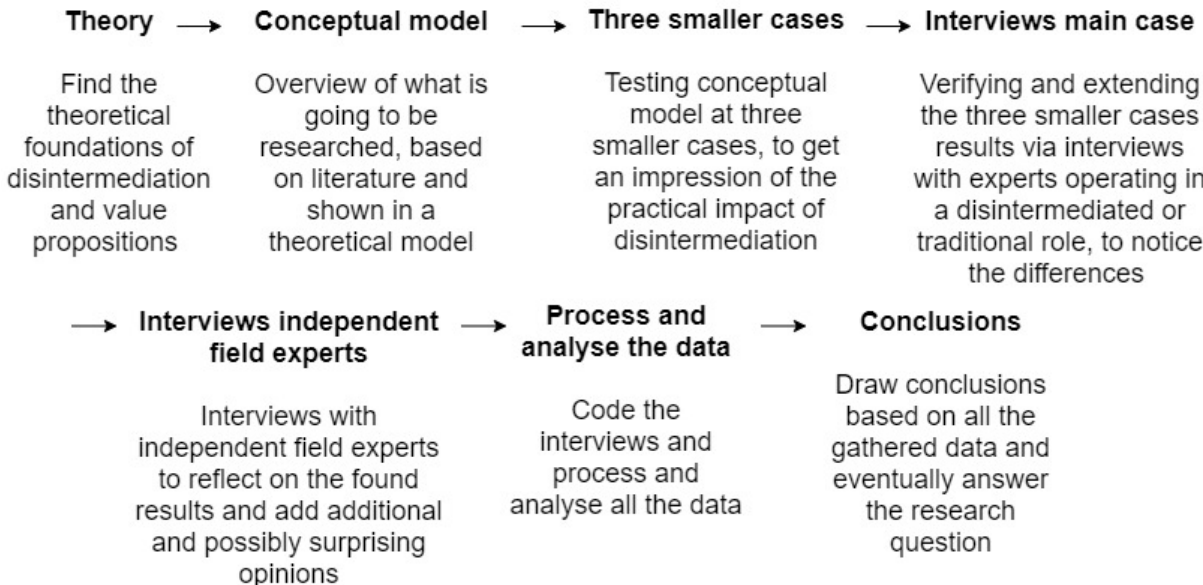 Theory → Conceptual model → Three smaller cases → Interviews main case
Find the
theoretical
foundations of
disintermediation
and value
propositions
Overview of what is
going to be
researched, based
on literature and
shown in a
theoretical model
Testing conceptual
model at three
smaller cases, to get
an impression of the
practical impact of
disintermediation
Verifying and extending
the three smaller cases
results via interviews
with experts operating in
a disintermediated or
traditional role, to notice
the differences
→ Interviews independent
field experts
Interviews with
independent field experts
to reflect on the found
results and add additional
and possibly surprising
opinions
→ Process and
analyse the data
Code the
interviews and
process and
analyse all the data
→ Conclusions
Draw conclusions
based on all the
gathered data and
eventually answer
the research
question